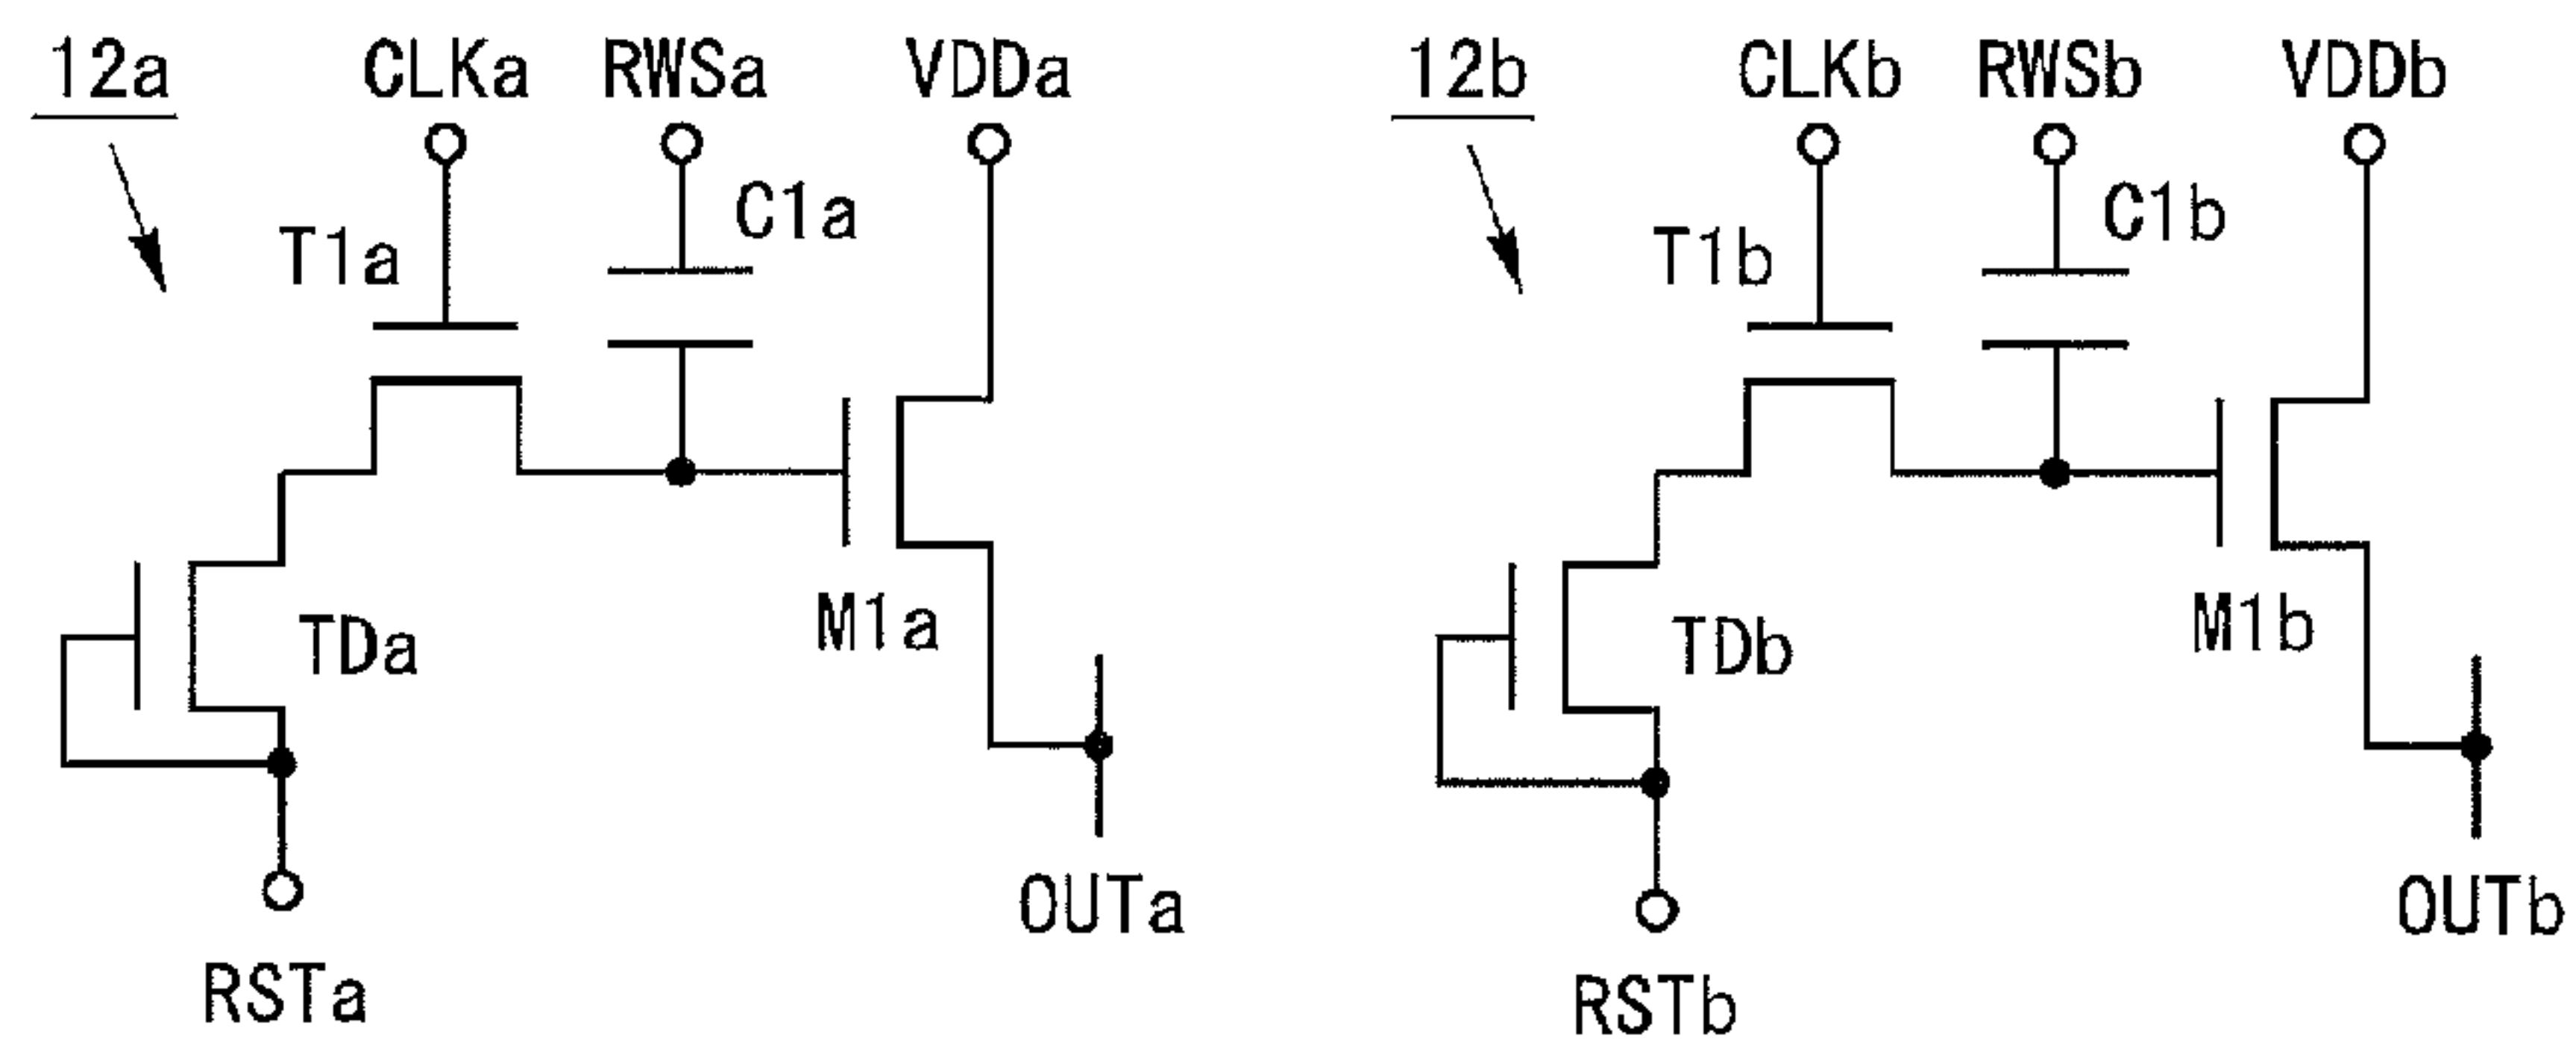 12a CLKa RWSa VDDa
C1a
T1a
TDa
M1a
OUTa
RSTa
12b CLKb RWSb VDDb
C1b
T1b
TDb
M1b
OUTb
RSTb